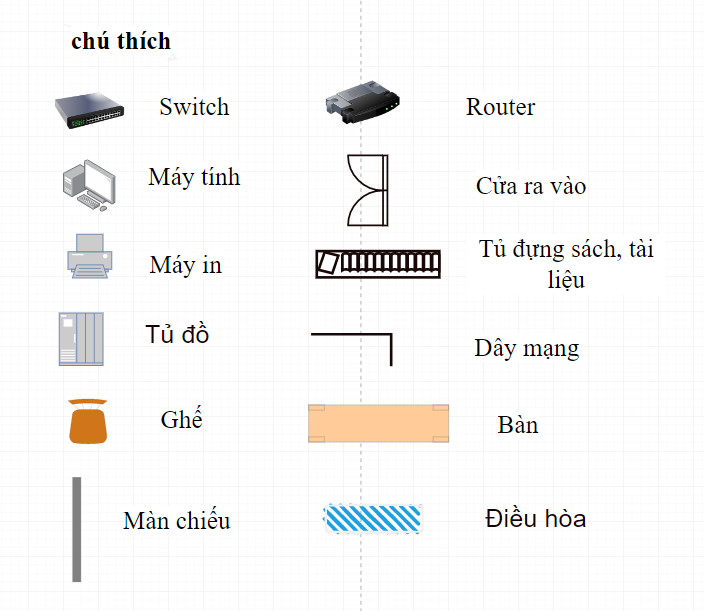 chú thích
Switch
Router
Máy tính
Cửa ra vào
Máy in
Tủ đựng sách, tài
liệu
Tủ đồ
Dây mạng
Ghế
Bàn
Màn chiếu
Điều hòa